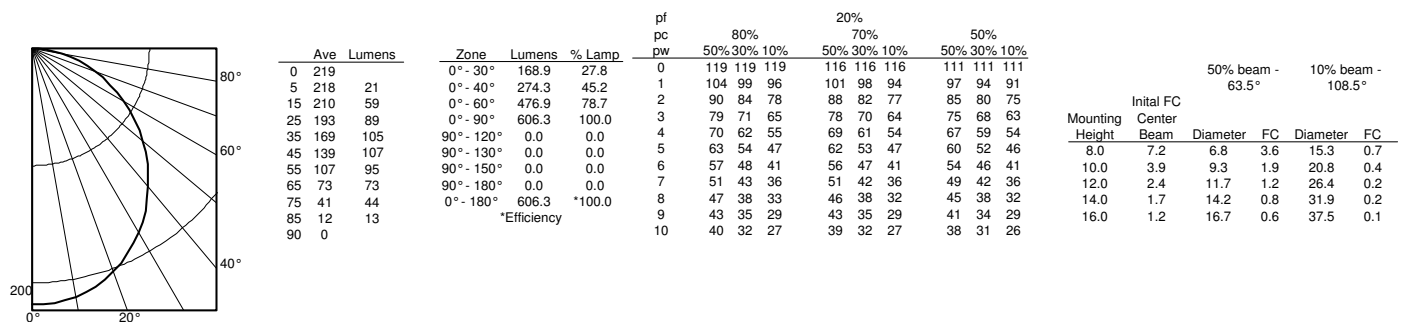 80°
60°
40°
200
0° 20°
Ave Lumens
0 219
5 218 21
15 210 59
25 193 89
35 169 105
45 139 107
55 107 95
65 73 73
75 41 44
85 12 13
90 0
Zone Lumens % Lamp
0° - 30° 168.9 27.8
0° - 40° 274.3 45.2
0° - 60° 476.9 78.7
0° - 90° 606.3 100.0
90° - 120° 0.0 0.0
90° - 130° 0.0 0.0
90° - 150° 0.0 0.0
90° - 180° 0.0 0.0
0° - 180° 606.3 *100.0
*Efficiency
pf 20%
pc 80% 70% 50%
pw 50% 30% 10% 50% 30% 10% 50% 30% 10%
0 119 119 119 116 116 116 111 111 111
1 104 99 96 101 98 94 97 94 91
2 90 84 78 88 82 77 85 80 75
3 79 71 65 78 70 64 75 68 63
4 70 62 55 69 61 54 67 59 54
5 63 54 47 62 53 47 60 52 46
6 57 48 41 56 47 41 54 46 41
7 51 43 36 51 42 36 49 42 36
8 47 38 33 46 38 32 45 38 32
9 43 35 29 43 35 29 41 34 29
10 40 32 27 39 32 27 38 31 26
50% beam - 10% beam -
63.5° 108.5°
Inital FC
Mounting Center
Height Beam Diameter FC Diameter FC
8.0 7.2 6.8 3.6 15.3 0.7
10.0 3.9 9.3 1.9 20.8 0.4
12.0 2.4 11.7 1.2 26.4 0.2
14.0 1.7 14.2 0.8 31.9 0.2
16.0 1.2 16.7 0.6 37.5 0.1